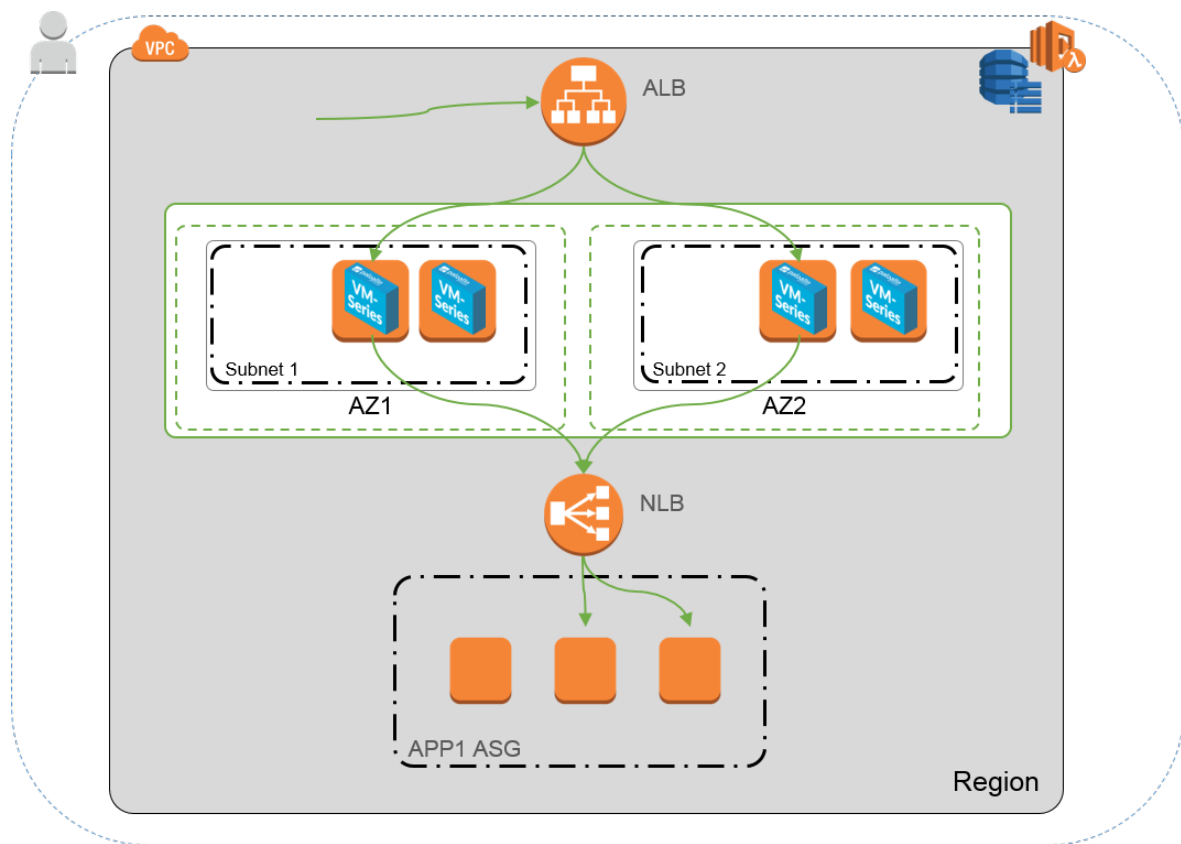 VPC
λ
ALB
VM-
Series
VM-
Series
VM-
Series
VM-
Series
Subnet 1
Subnet 2
AZ1
AZ2
NLB
APP1 ASG
Region